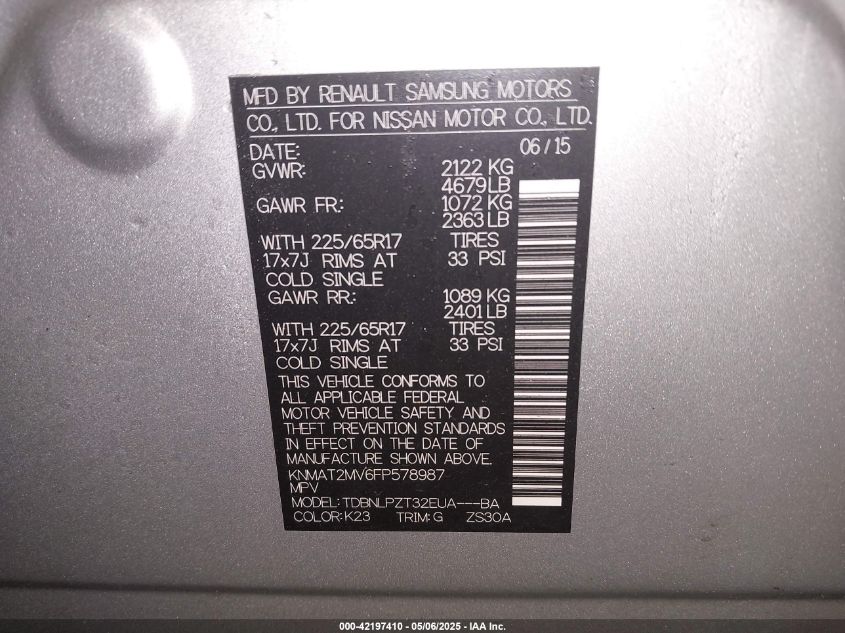 MFD BY RENAULT SAMSUNG MOTORS
CO., LTD. FOR NISSAN MOTOR CO., LTD.
DATE: 06/15
GVWR: 2122 KG
4679LB
GAWR FR.: 1072 KG
2363 LB
WITH 225/65R17 TIRES
17x7J RIMS AT 33 PSI
COLD SINGLE
GAWR RR.: 1089 KG
2401 LB
WITH 225/65R17 TIRES
17x7J RIMS AT 33 PSI
COLD SINGLE
THIS VEHICLE CONFORMS TO
ALL APPLICABLE FEDERAL
MOTOR VEHICLE SAFETY AND
THEFT PREVENTION STANDARDS
IN EFFECT ON THE DATE OF
MANUFACTURE SHOWN ABOVE.
KNMAT2MV6FP578987
MPV
MODEL:TDBNLPZT32EUA---BA
COLOR:K23 TRIM:G ZS30A
000-42197410 - 05/06/2025 - IAA Inc.